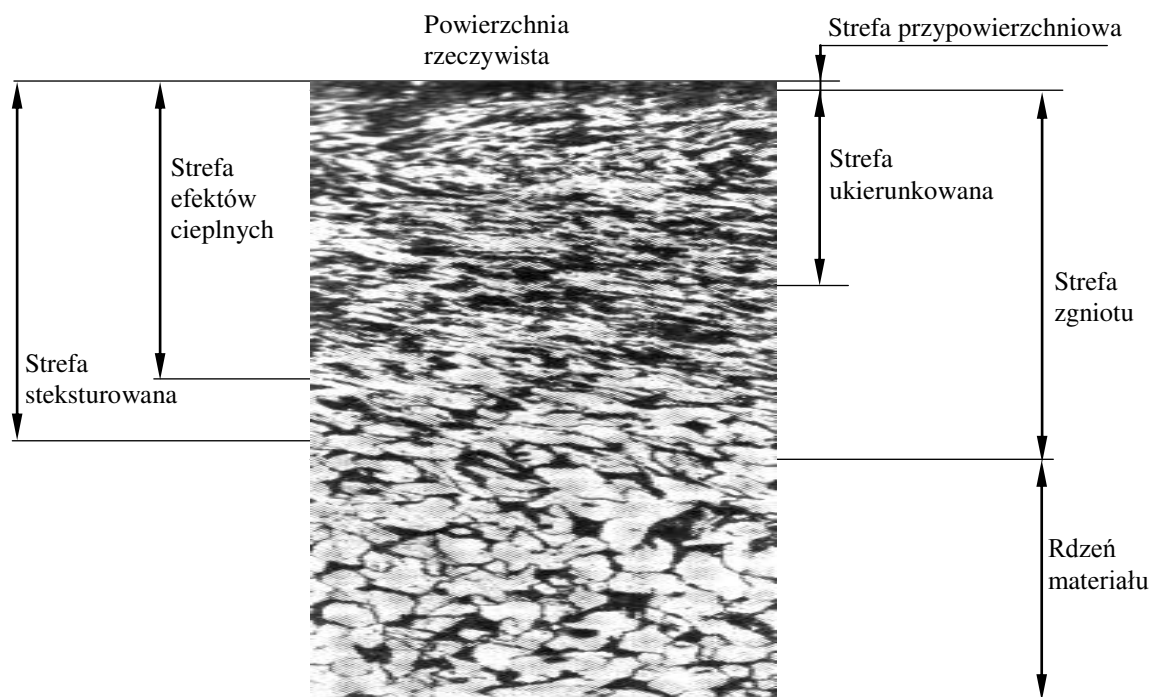 Powierzchnia
rzeczywista
Strefa przypowierzchniowa
Strefa
efektów
cieplnych
Strefa
ukierunkowana
Strefa
zgniotu
Strefa
steksturowana
Rdzeń
materiału